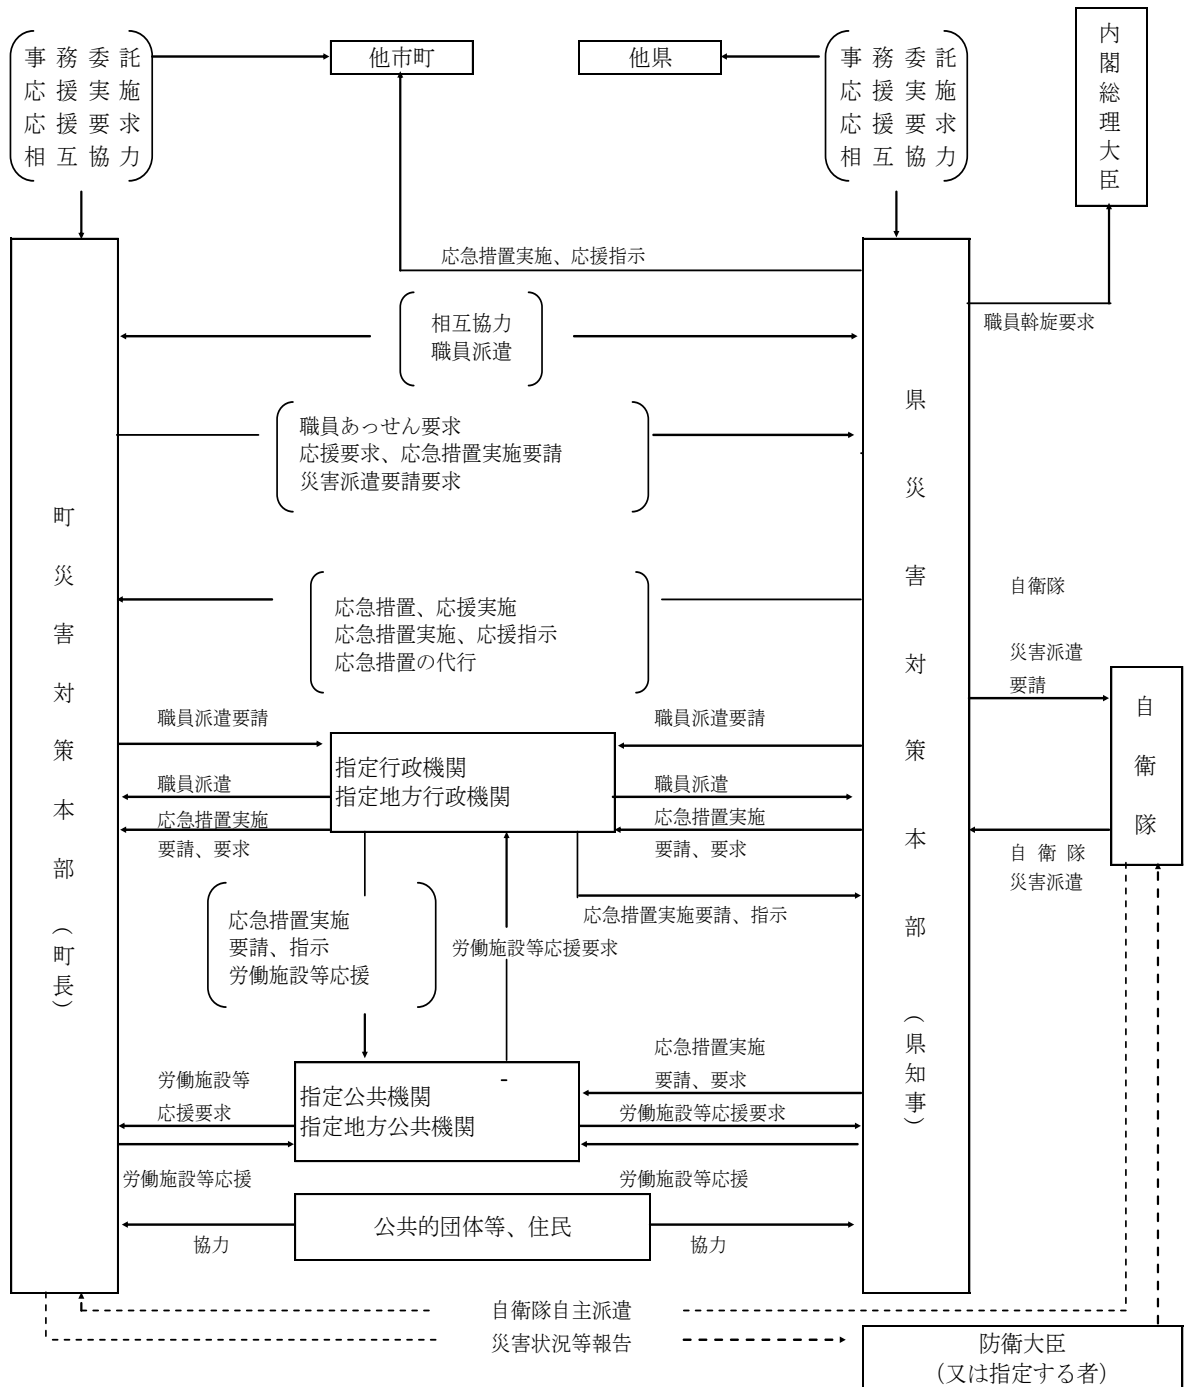 事務委託
応援実施
応援要求
相互協力
他市町
他県
事務委託
応援実施
応援要求
相互協力
内閣総理大臣
応急措置実施、応援指示
相互協力
職員派遣
職員斡旋要求
職員あっせん要求
応援要求、応急措置実施要請
災害派遣要請要求
町災害対策本部（町長）
県災害対策本部（県知事）
応急措置、応援実施
応急措置実施、応援指示
応急措置の代行
自衛隊
災害派遣
要請
自衛隊
職員派遣要請
職員派遣要請
指定行政機関
指定地方行政機関
職員派遣
職員派遣
応急措置実施
要請、要求
応急措置実施
要請、要求
自衛隊
災害派遣
応急措置実施
要請、指示
労働施設等応援
応急措置実施要請、指示
労働施設等応援要求
応急措置実施
要請、要求
労働施設等
応援要求
指定公共機関
指定地方公共機関
労働施設等応援要求
労働施設等応援
労働施設等応援
公共的団体等、住民
協力
協力
自衛隊自主派遣
災害状況等報告
防衛大臣
（又は指定する者）